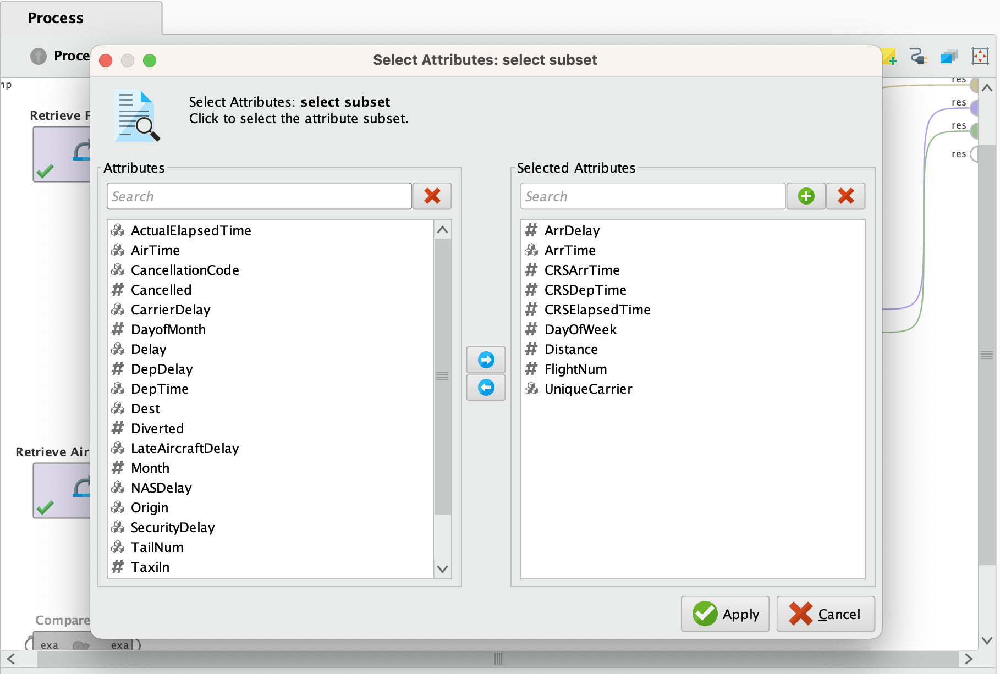 Process
Proce
Select Attributes: select subset
np
Select Attributes: select subset
Click to select the attribute subset.
res
res
res
res
Retrieve F
Attributes
Search
ActualElapsedTime
AirTime
CancellationCode
Cancelled
CarrierDelay
DayofMonth
Delay
DepDelay
DepTime
Dest
Diverted
LateAircraftDelay
Month
NASDelay
Origin
SecurityDelay
TailNum
TaxiIn
Selected Attributes
Search
ArrDelay
ArrTime
CRSArrTime
CRSDepTime
CRSElapsedTime
DayOfWeek
Distance
FlightNum
UniqueCarrier
Retrieve Air
Apply
Cancel
Compare
exa exa